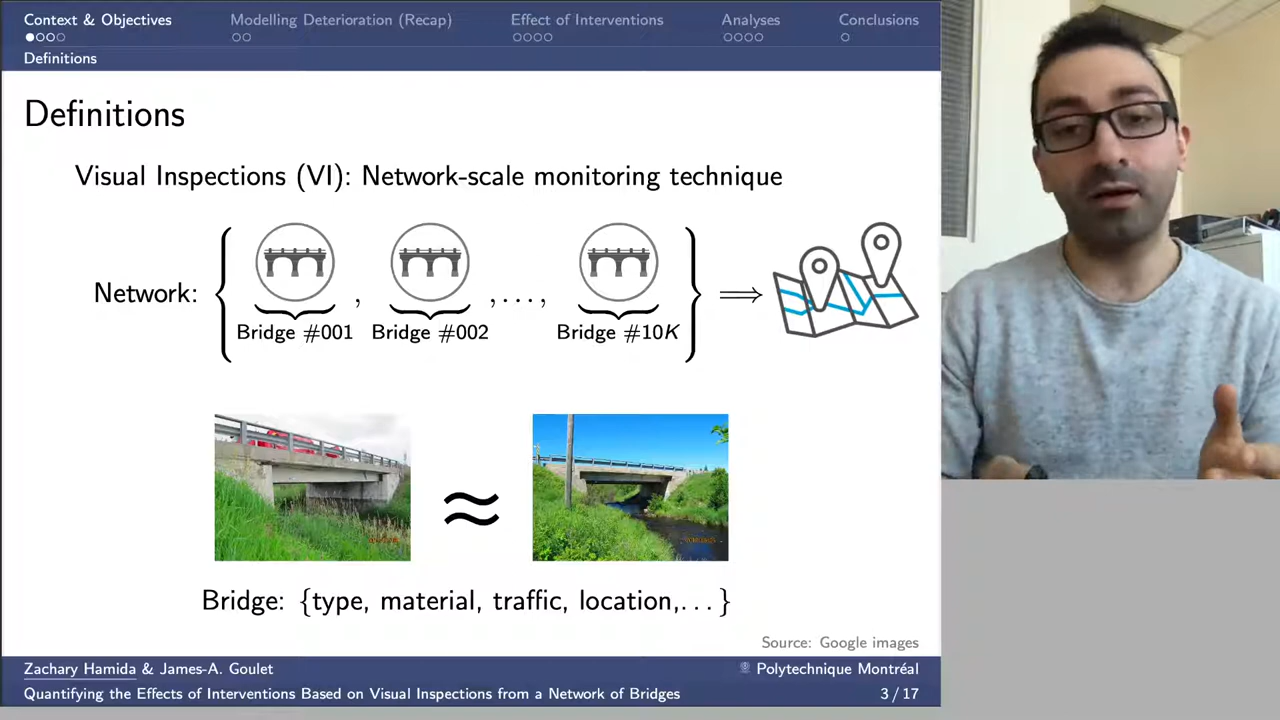 Context & Objectives Modelling Deterioration (Recap) Effect of Interventions Analyses Conclusions
Definitions
Definitions
Visual Inspections (VI): Network-scale monitoring technique
Network: { , , . . . , } ⟹
Bridge #001 Bridge #002 Bridge #10K
≈
Bridge: {type, material, traffic, location,. . . }
Source: Google images
Zachary Hamida & James-A. Goulet Polytechnique Montréal
Quantifying the Effects of Interventions Based on Visual Inspections from a Network of Bridges 3 / 17